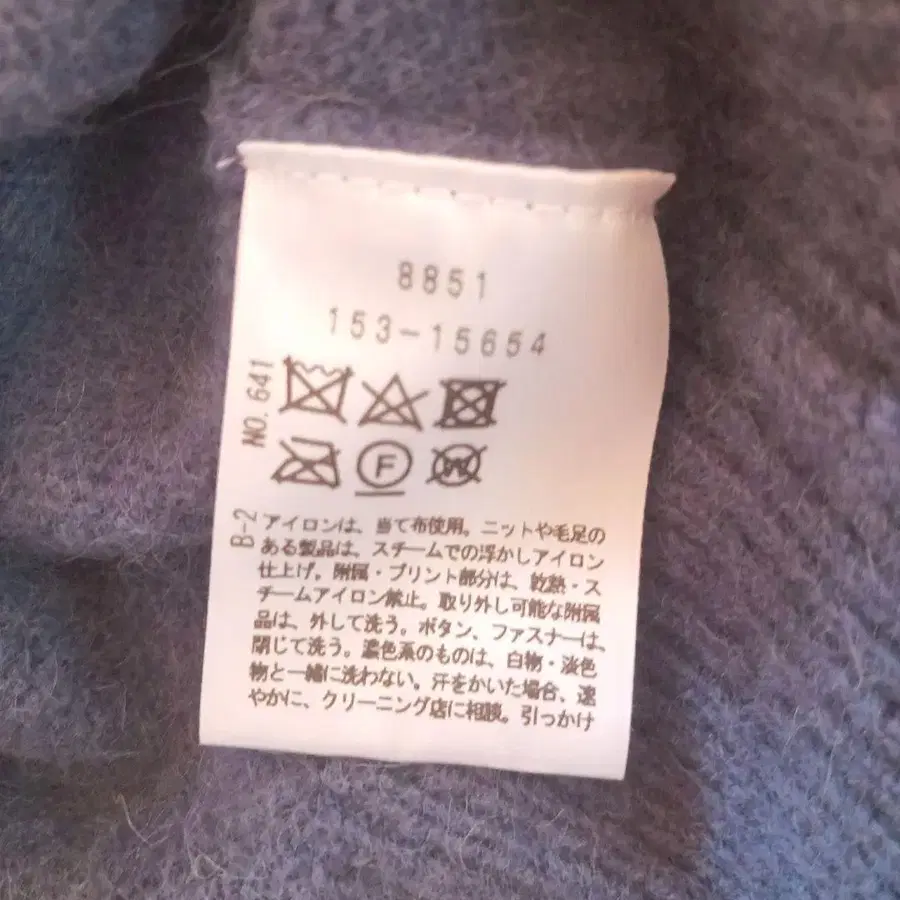 8851
153-15654
NO.641
F
W
B-2
アイロンは、当て布使用。ニットや毛足の
ある製品は、スチームでの浮かしアイロン
仕上げ。附属・プリント部分は、乾熱・ス
チームアイロン禁止。取り外し可能な附属
品は、外して洗う。ボタン、ファスナーは、
閉じて洗う。濃色系のものは、白物・淡色
物と一緒に洗わない。汗をかいた場合、速
やかに、クリーニング店に相談。引っかけ